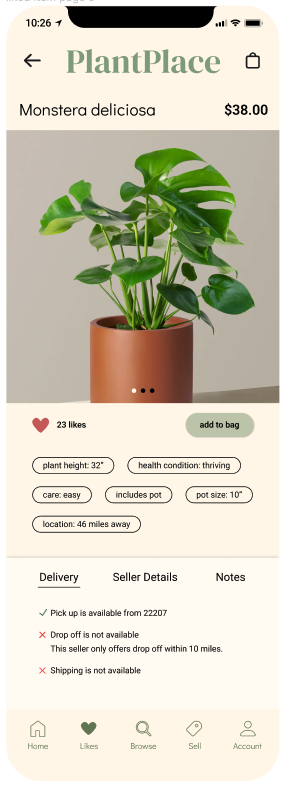 10:26
PlantPlace
Monstera deliciosa $38.00
23 likes add to bag
plant height: 32" health condition: thriving
care: easy includes pot pot size: 10"
location: 46 miles away
Delivery Seller Details Notes
Pick up is available from 22207
Drop off is not available
This seller only offers drop off within 10 miles.
Shipping is not available
Home Likes Browse Sell Account